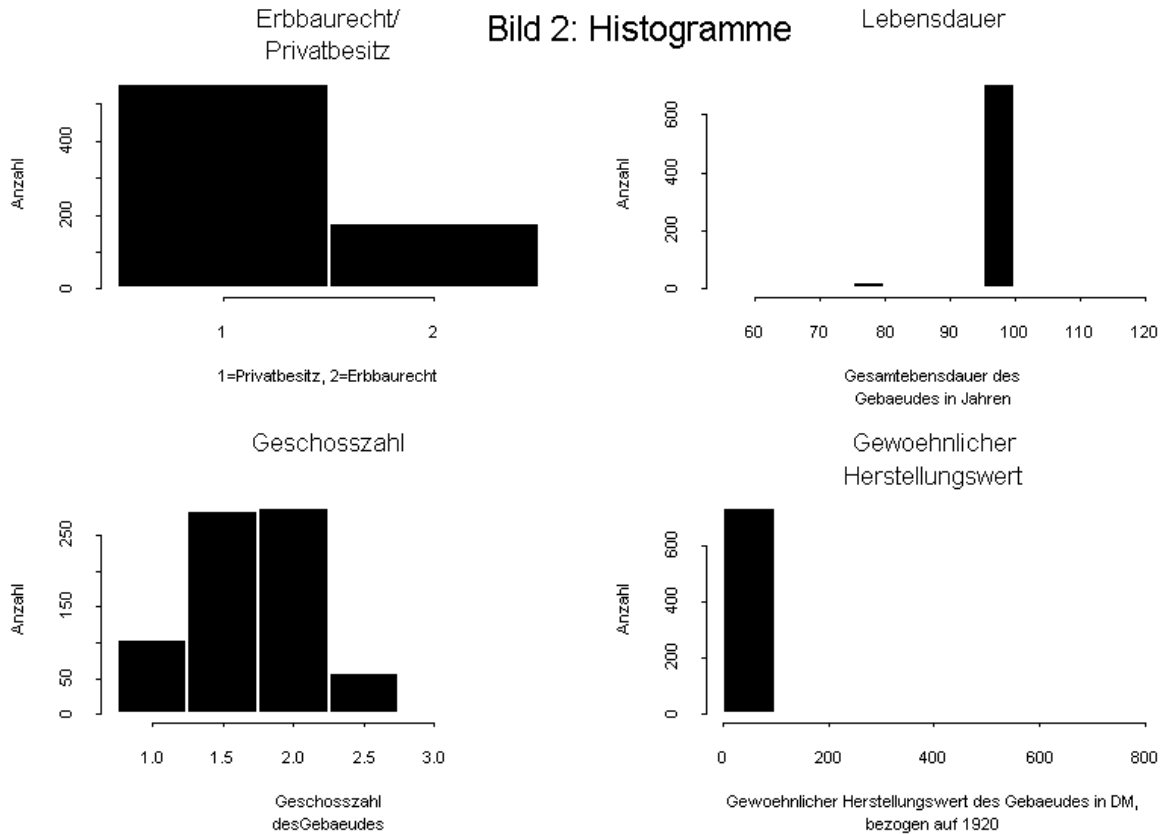 Bild 2: Histogramme
Erbbaurecht/
Privatbesitz
Anzahl
400
200
0
1 2
1=Privatbesitz, 2=Erbbaurecht
Lebensdauer
Anzahl
600
400
200
0
60 70 80 90 100 110 120
Gesamtebensdauer des
Gebaeudes in Jahren
Geschosszahl
Anzahl
250
150
50
0
1.0 1.5 2.0 2.5 3.0
Geschosszahl
desGebaeudes
Gewoehnlicher
Herstellungswert
Anzahl
600
400
200
0
0 200 400 600 800
Gewoehnlicher Herstellungswert des Gebaeudes in DM,
bezogen auf 1920